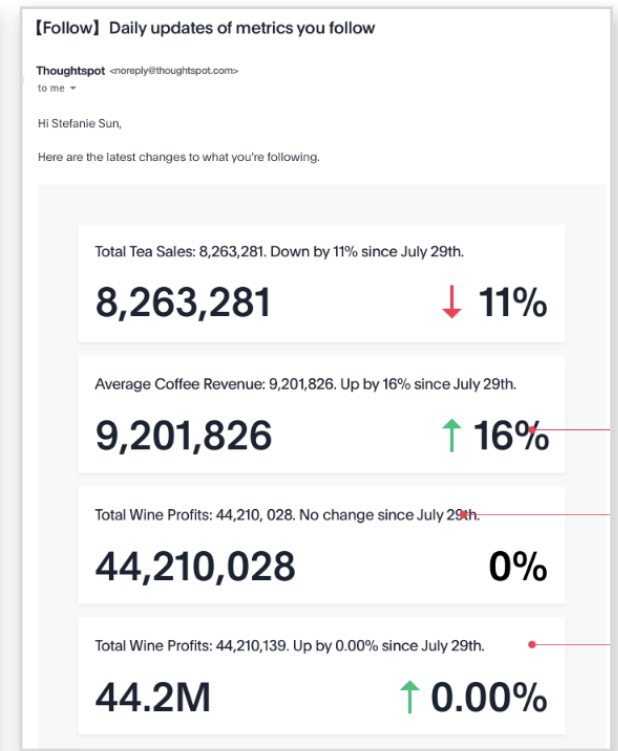 【Follow】Daily updates of metrics you follow
Thoughtspot <noreply@thoughtspot.com>
to me
Hi Stefanie Sun,
Here are the latest changes to what you're following.
Total Tea Sales: 8,263,281. Down by 11% since July 29th.
8,263,281 ↓ 11%
Average Coffee Revenue: 9,201,826. Up by 16% since July 29th.
9,201,826 ↑ 16%
Total Wine Profits: 44,210, 028. No change since July 29th.
44,210,028 0%
Total Wine Profits: 44,210,139. Up by 0.00% since July 29th.
44.2M ↑ 0.00%